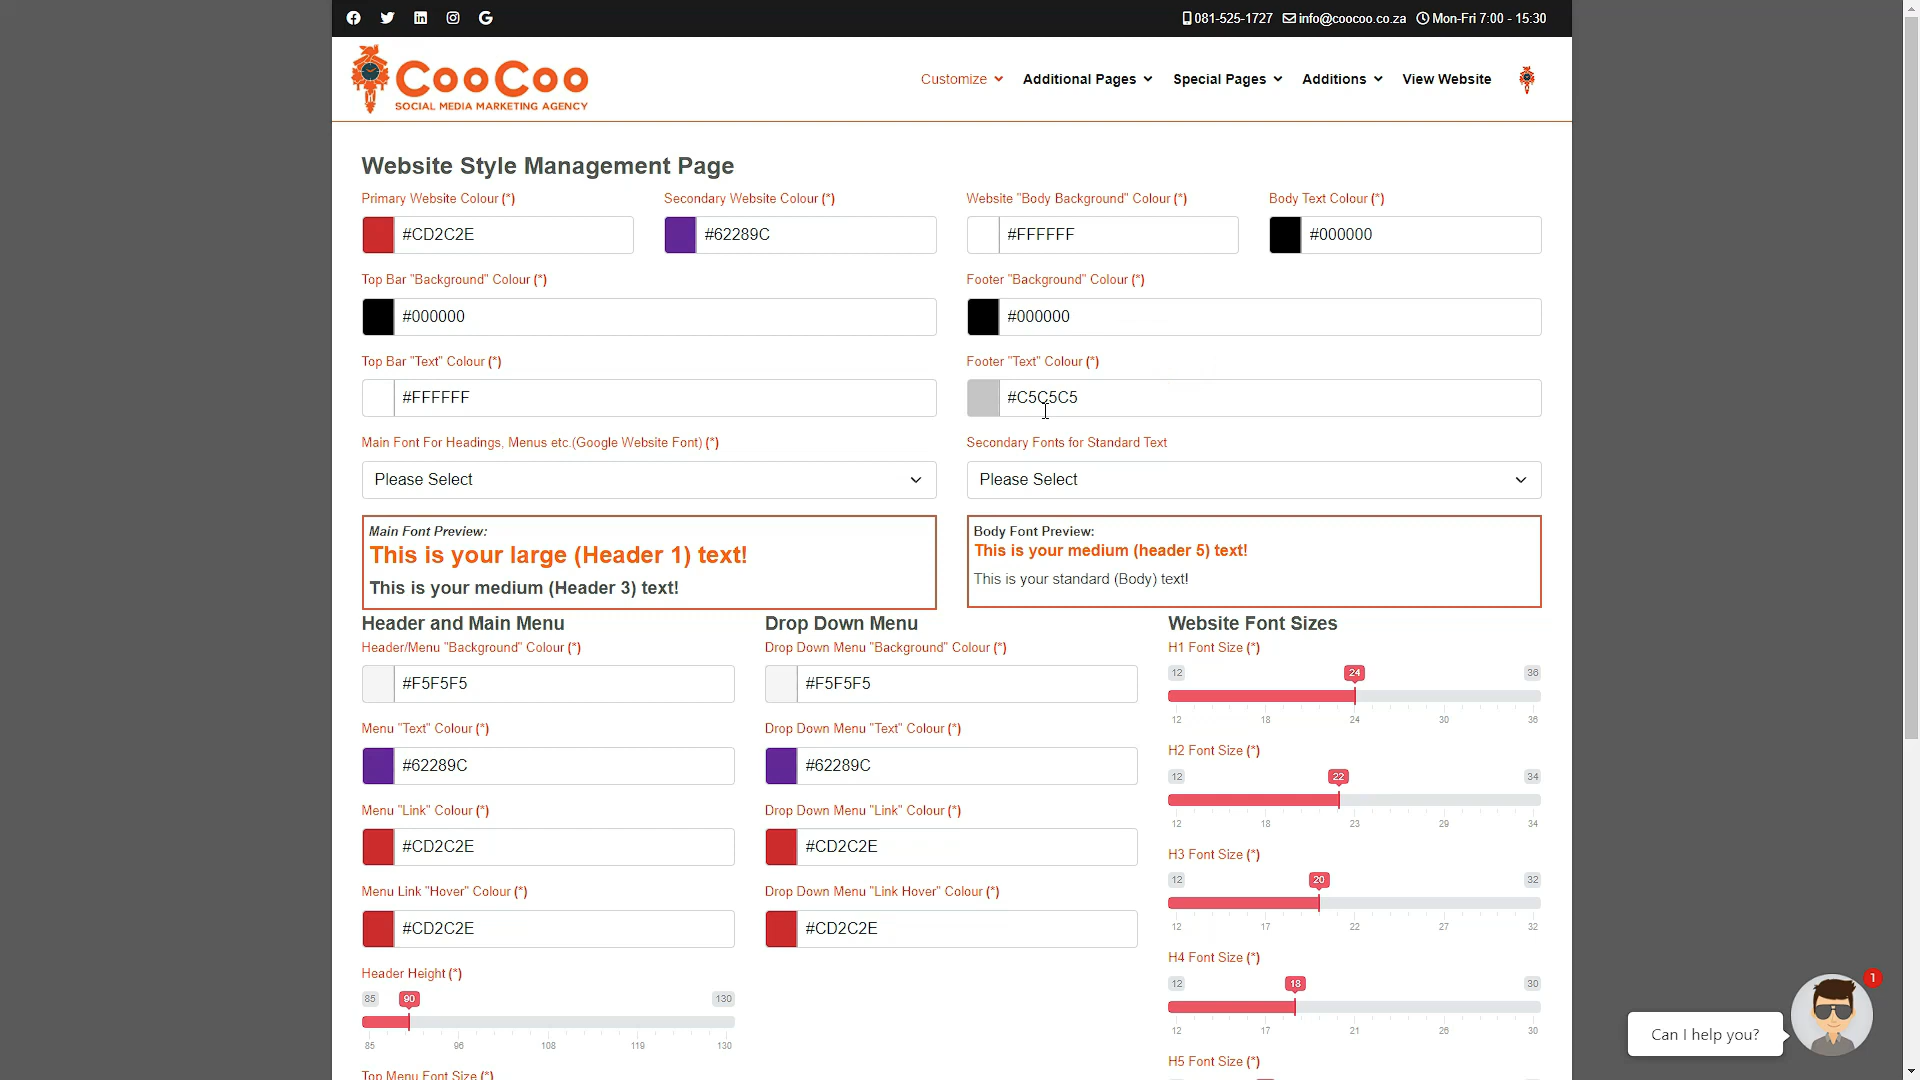 081-525-1727 info@coocoo.co.za Mon-Fri 7:00 - 15:30
CooCoo
SOCIAL MEDIA MARKETING AGENCY
Customize Additional Pages Special Pages Additions View Website
Website Style Management Page
Primary Website Colour (*) Secondary Website Colour (*) Website "Body Background" Colour (*) Body Text Colour (*)
#CD2C2E #62289C #FFFFFF #000000
Top Bar "Background" Colour (*) Footer "Background" Colour (*)
#000000 #000000
Top Bar "Text" Colour (*) Footer "Text" Colour (*)
#FFFFFF #C5C5C5
Main Font For Headings, Menus etc.(Google Website Font) (*) Secondary Fonts for Standard Text
Please Select Please Select
Main Font Preview:
This is your large (Header 1) text!
This is your medium (Header 3) text!
Body Font Preview:
This is your medium (header 5) text!
This is your standard (Body) text!
Header and Main Menu
Header/Menu "Background" Colour (*)
#F5F5F5
Menu "Text" Colour (*)
#62289C
Menu "Link" Colour (*)
#CD2C2E
Menu Link "Hover" Colour (*)
#CD2C2E
Header Height (*)
85 90 130
85 96 108 119 130
Top Menu Font Size (*)
Drop Down Menu
Drop Down Menu "Background" Colour (*)
#F5F5F5
Drop Down Menu "Text" Colour (*)
#62289C
Drop Down Menu "Link" Colour (*)
#CD2C2E
Drop Down Menu "Link Hover" Colour (*)
#CD2C2E
Website Font Sizes
H1 Font Size (*)
12 24 36
12 18 24 30 36
H2 Font Size (*)
12 22 34
12 18 23 29 34
H3 Font Size (*)
12 20 32
12 17 22 27 32
H4 Font Size (*)
12 18 30
12 17 21 26 30
H5 Font Size (*)
Can I help you?
1